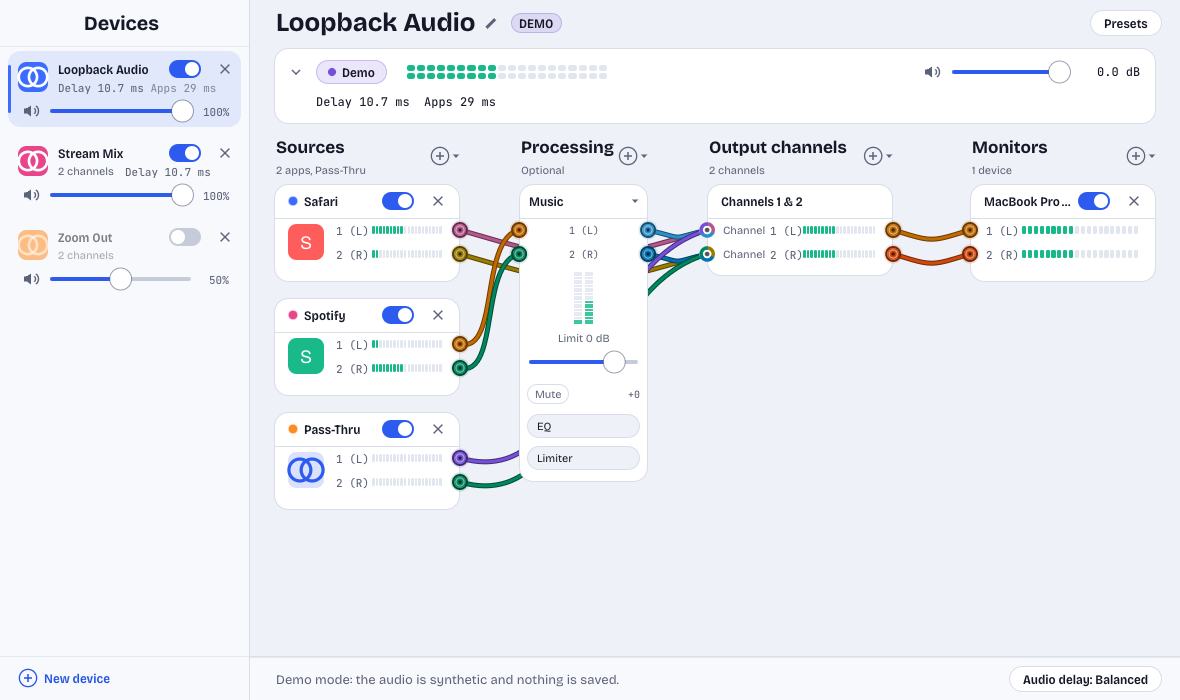 Devices
Loopback Audio
Delay 10.7 ms Apps 29 ms
100%
Stream Mix
2 channels Delay 10.7 ms
100%
Zoom Out
2 channels
50%
New device
Loopback Audio DEMO
Presets
Demo
0.0 dB
Delay 10.7 ms Apps 29 ms
Sources
2 apps, Pass-Thru
Safari
S
1 (L)
2 (R)
Spotify
S
1 (L)
2 (R)
Pass-Thru
1 (L)
2 (R)
Processing
Optional
Music
1 (L)
2 (R)
Limit 0 dB
Mute +0
EQ
Limiter
Output channels
2 channels
Channels 1 & 2
Channel 1 (L)
Channel 2 (R)
Monitors
1 device
MacBook Pro...
1 (L)
2 (R)
Demo mode: the audio is synthetic and nothing is saved.
Audio delay: Balanced